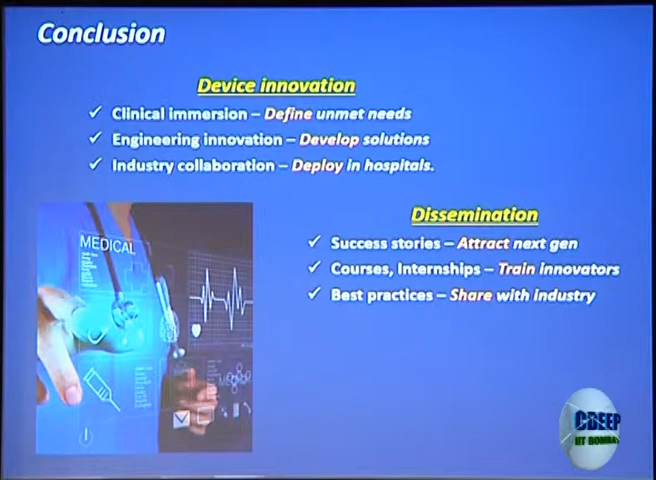 Conclusion
Device innovation
✓ Clinical immersion – Define unmet needs
✓ Engineering innovation – Develop solutions
✓ Industry collaboration – Deploy in hospitals.
MEDICAL
Dissemination
✓ Success stories – Attract next gen
✓ Courses, Internships – Train innovators
✓ Best practices – Share with industry
CDEEP
IIT BOMBAY